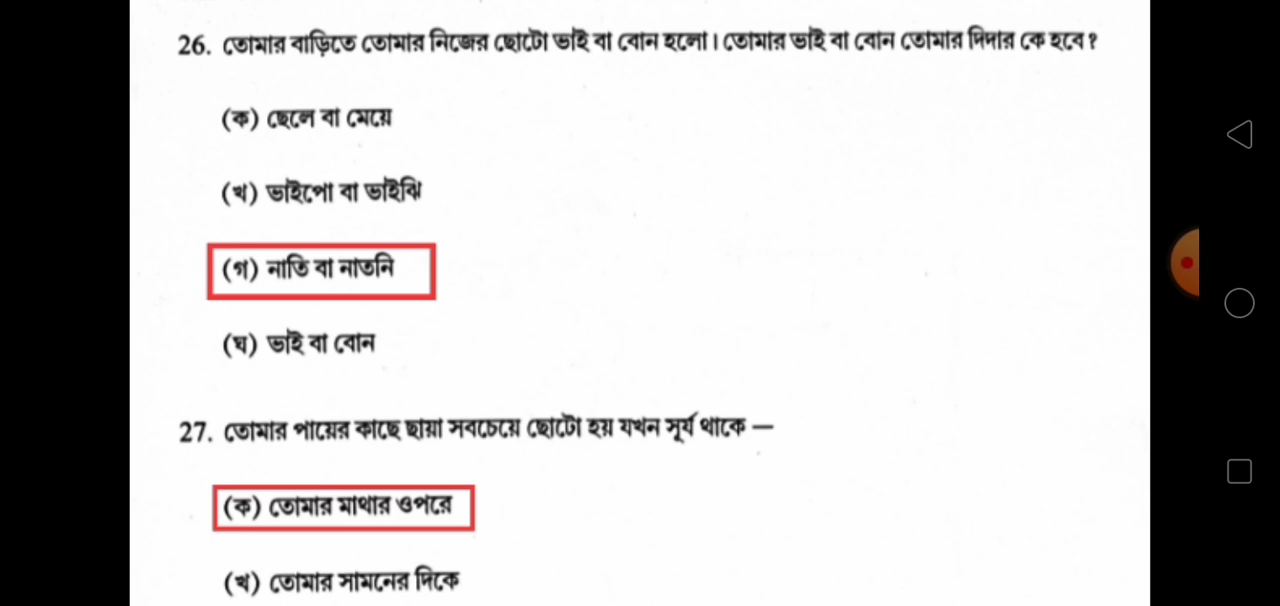 26. তোমার বাড়িতে তোমার নিজের ছোটো ভাই বা বোন হলো। তোমার ভাই বা বোন তোমার দিদার কে হবে?
(ক) ছেলে বা মেয়ে
(খ) ভাইপো বা ভাইঝি
(গ) নাতি বা নাতনি
(ঘ) ভাই বা বোন
27. তোমার পায়ের কাছে ছায়া সবচেয়ে ছোটো হয় যখন সূর্য থাকে —
(ক) তোমার মাথার ওপরে
(খ) তোমার সামনের দিকে